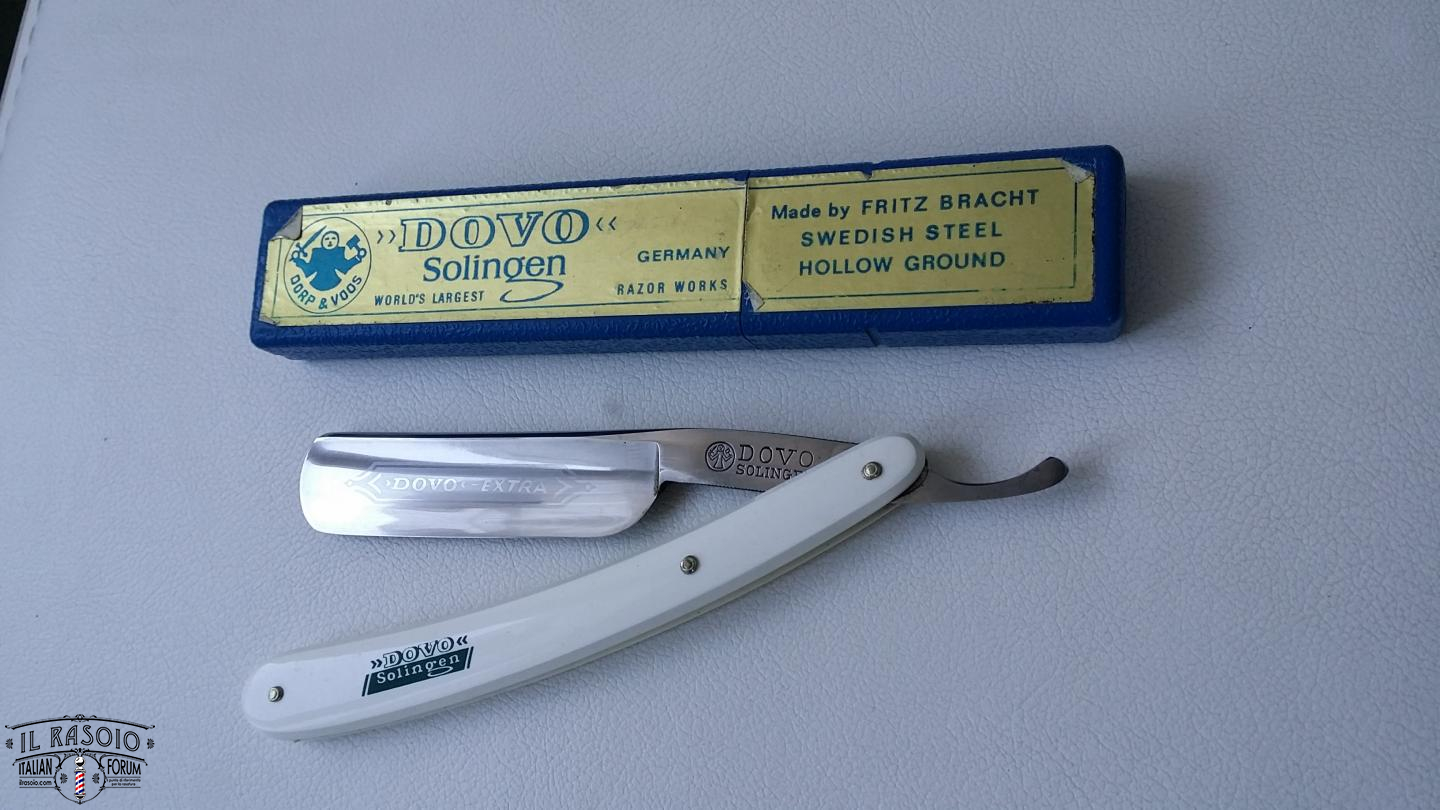 »DOVO«
Solingen
GERMANY
WORLD'S LARGEST
RAZOR WORKS
DORP & VOOS
Made by FRITZ BRACHT
SWEDISH STEEL
HOLLOW GROUND
DOVO
SOLINGE
»DOVO«-EXTRA
»DOVO«
Solingen
IL RASOIO
ITALIAN FORUM
ilrasoio.com